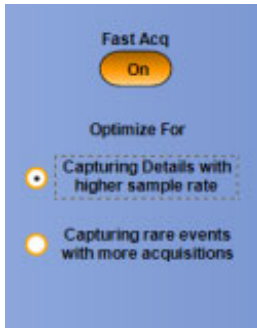 Fast Acq
On
Optimize For
Capturing Details with
higher sample rate
Capturing rare events
with more acquisitions